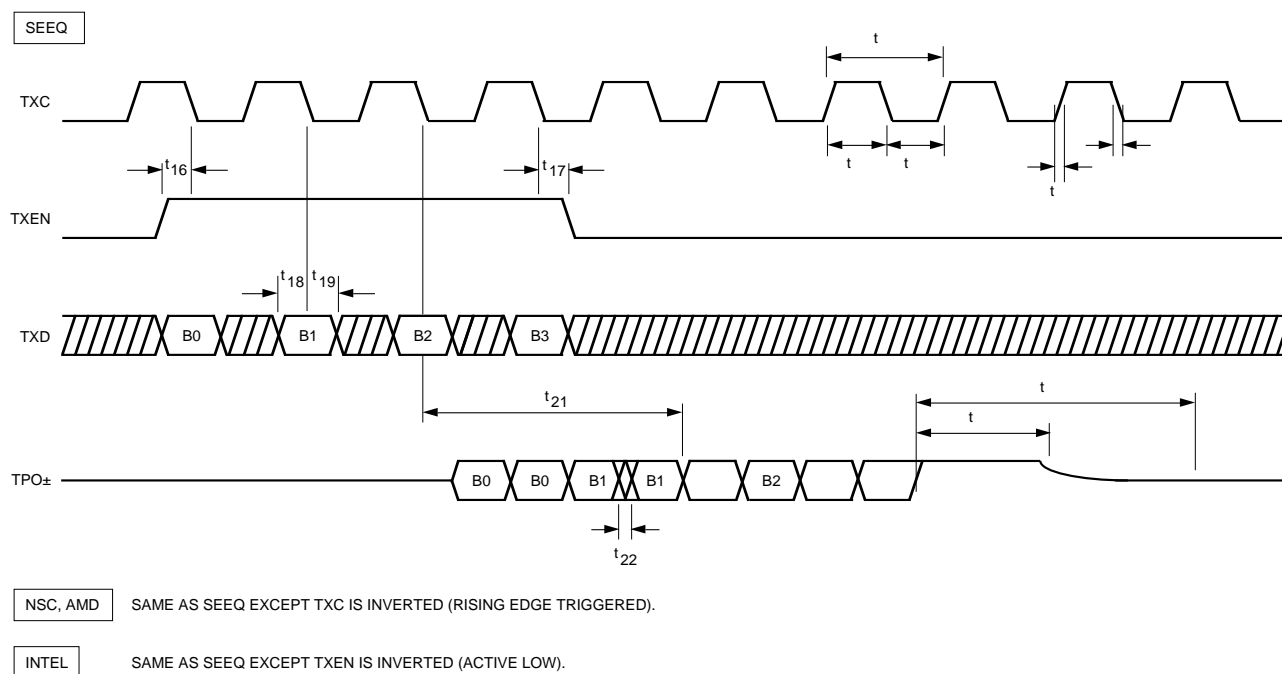 SEEQ
t
TXC
t t
t
t16 t17
TXEN
t18 t19
TXD B0 B1 B2 B3
t21 t
t
TPO± B0 B0 B1 B1 B2
t22
NSC, AMD SAME AS SEEQ EXCEPT TXC IS INVERTED (RISING EDGE TRIGGERED).
INTEL SAME AS SEEQ EXCEPT TXEN IS INVERTED (ACTIVE LOW).